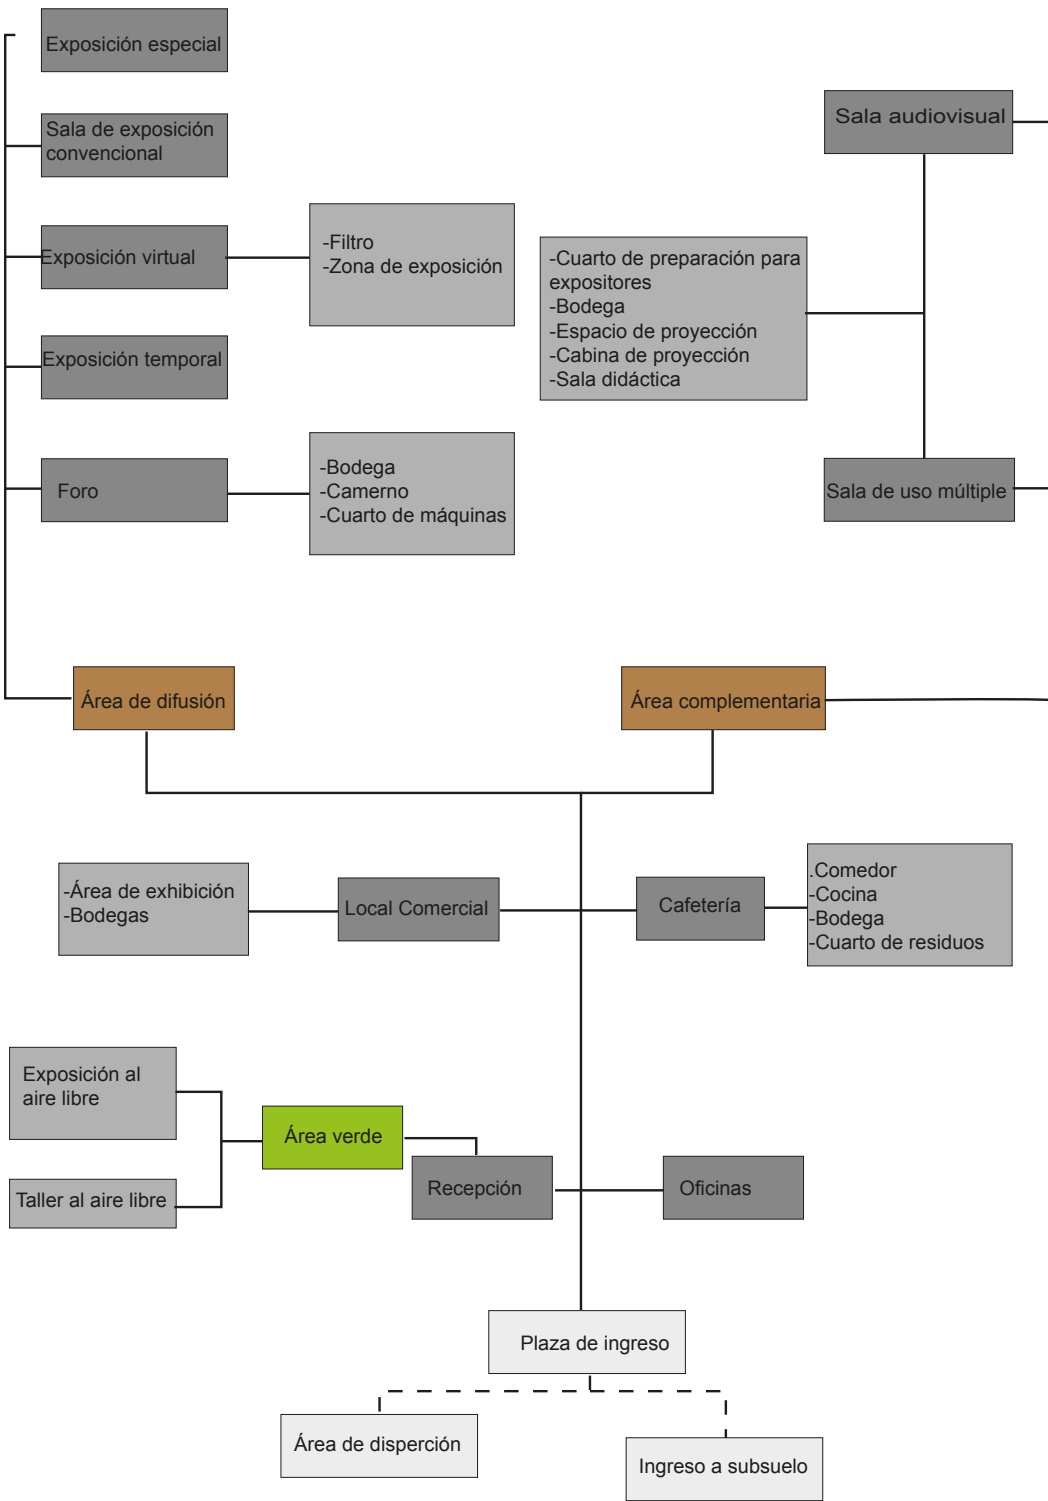 Exposición especial
Sala de exposición
convencional
Exposición virtual
-Filtro
-Zona de exposición
Exposición temporal
Foro
-Bodega
-Camerno
-Cuarto de máquinas
Sala audiovisual
-Cuarto de preparación para
expositores
-Bodega
-Espacio de proyección
-Cabina de proyección
-Sala didáctica
Sala de uso múltiple
Área de difusión
Área complementaria
-Área de exhibición
-Bodegas
Local Comercial
Cafetería
.Comedor
-Cocina
-Bodega
-Cuarto de residuos
Exposición al
aire libre
Taller al aire libre
Área verde
Recepción
Oficinas
Plaza de ingreso
Área de disperción
Ingreso a subsuelo